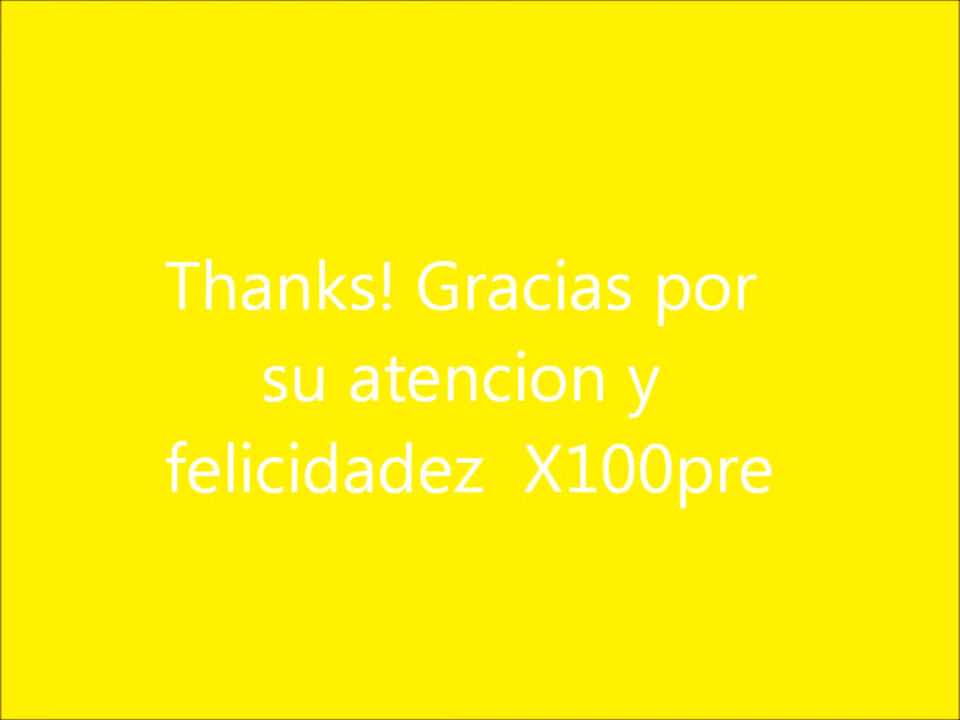 Thanks! Gracias por
su atencion y
felicidadez  X100pre